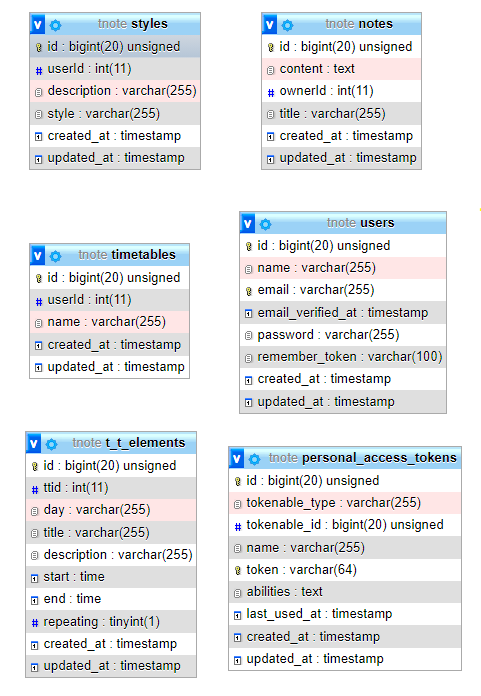 tnote styles
id : bigint(20) unsigned
userId : int(11)
description : varchar(255)
style : varchar(255)
created_at : timestamp
updated_at : timestamp
tnote notes
id : bigint(20) unsigned
content : text
ownerId : int(11)
title : varchar(255)
created_at : timestamp
updated_at : timestamp
tnote timetables
id : bigint(20) unsigned
userId : int(11)
name : varchar(255)
created_at : timestamp
updated_at : timestamp
tnote users
id : bigint(20) unsigned
name : varchar(255)
email : varchar(255)
email_verified_at : timestamp
password : varchar(255)
remember_token : varchar(100)
created_at : timestamp
updated_at : timestamp
tnote t_t_elements
id : bigint(20) unsigned
ttid : int(11)
day : varchar(255)
title : varchar(255)
description : varchar(255)
start : time
end : time
repeating : tinyint(1)
created_at : timestamp
updated_at : timestamp
tnote personal_access_tokens
id : bigint(20) unsigned
tokenable_type : varchar(255)
tokenable_id : bigint(20) unsigned
name : varchar(255)
token : varchar(64)
abilities : text
last_used_at : timestamp
created_at : timestamp
updated_at : timestamp